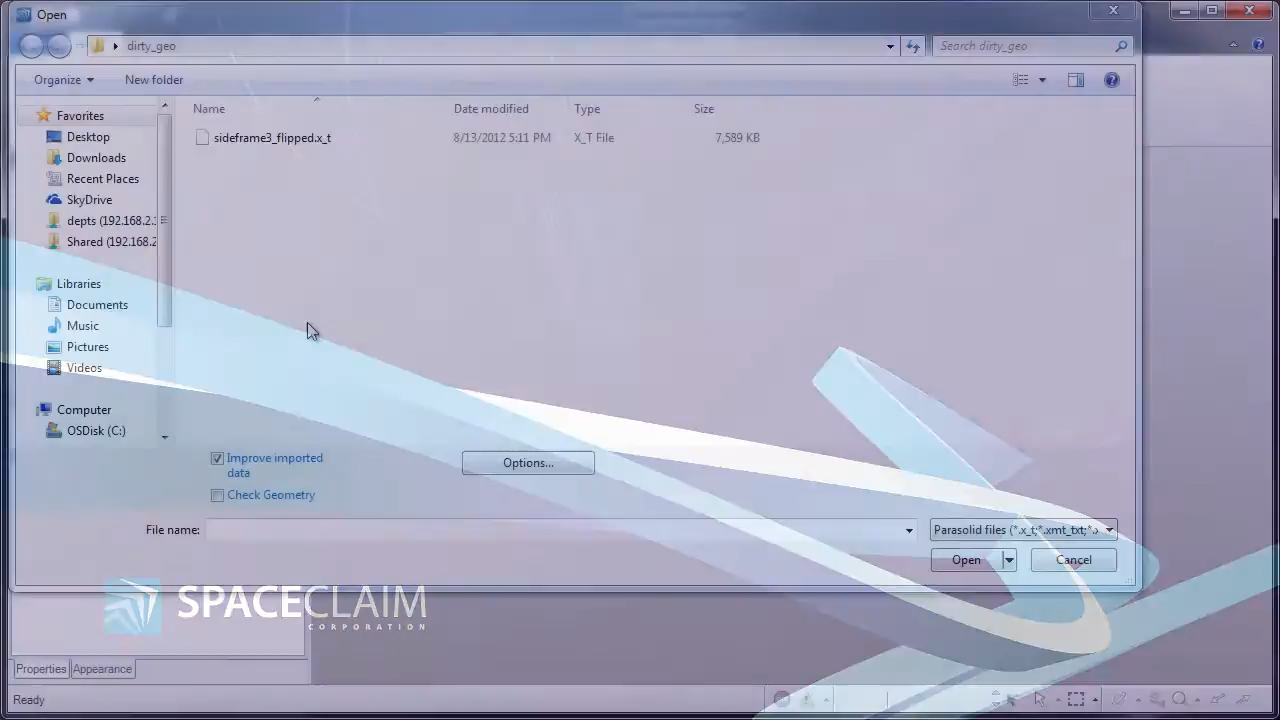 Open
dirty_geo
Search dirty_geo
Organize
New folder
Name
Date modified
Type
Size
Favorites
sideframe3_flipped.x_t
8/13/2012 5:11 PM
X_T File
7,589 KB
Desktop
Downloads
Recent Places
SkyDrive
depts (192.168.2.
Shared (192.168.2
Libraries
Documents
Music
Pictures
Videos
Computer
OSDisk (C:)
Improve imported
data
Options...
Check Geometry
File name:
Parasolid files (*.x_t;*.xmt_txt;*.x
Open
Cancel
SPACECLAIM
CORPORATION
Properties
Appearance
Ready